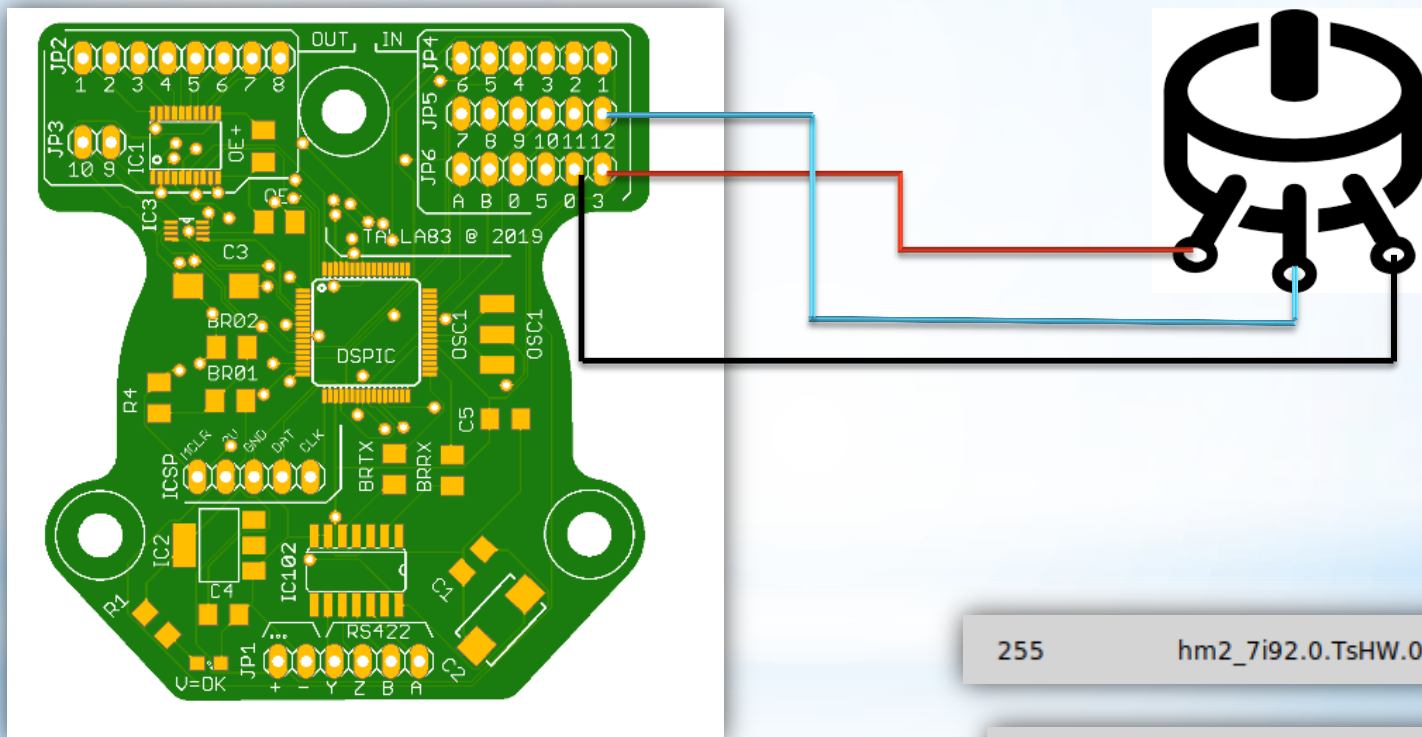 OUT IN
JP2
1 2 3 4 5 6 7 8
JP4
6 5 4 3 2 1
JP5
7 8 9 10 11 12
JP3
10 9
IC1
OE+
JP6
A B 0 5 0 3
OE
IC3
C3
TALLA83 @ 2019
BR02
OSC1
OSC1
DSPIC
BR01
R4
C5
MCLR GND DAT CLK
ICSP
BRTX
BRRX
IC2
IC102
C4
C1
R1
... RS422
JP1
+ - Y Z B A
C2
V=OK
255 hm2_7i92.0.TsHW.0